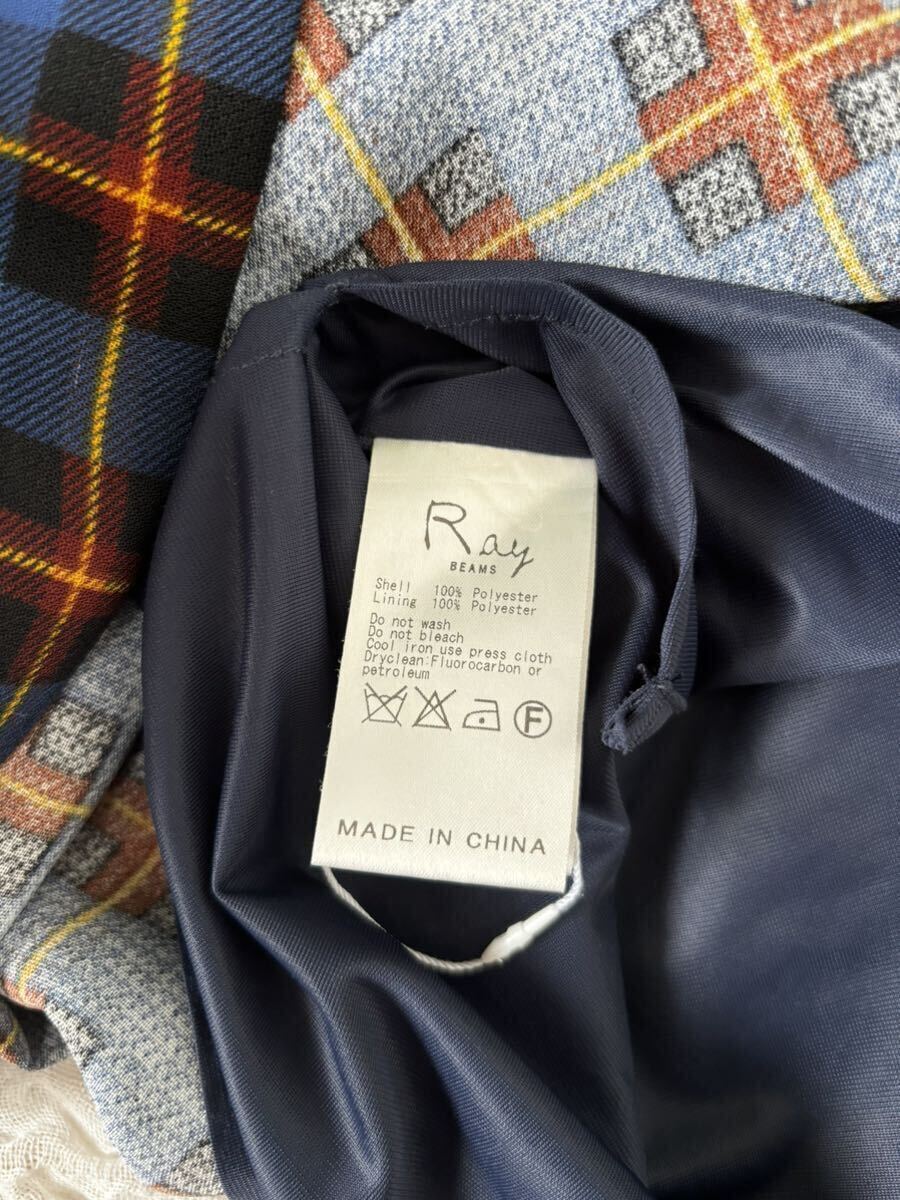 Ray
BEAMS
Shell 100% Polyester
Lining 100% Polyester
Do not wash
Do not bleach
Cool iron use press cloth
Dryclean:Fluorocarbon or
petroleum
F
MADE IN CHINA